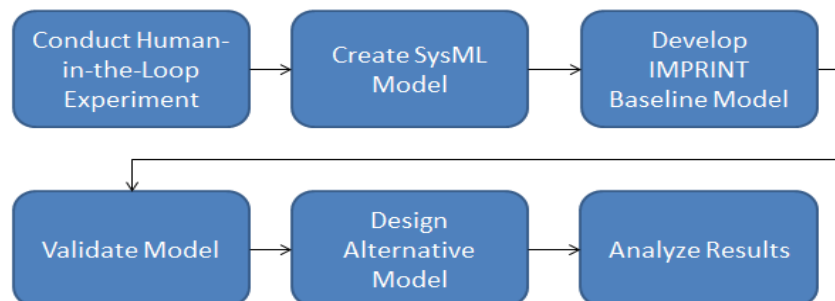 Conduct Human-
in-the-Loop
Experiment
Create SysML
Model
Develop
IMPRINT
Baseline Model
Validate Model
Design
Alternative
Model
Analyze Results